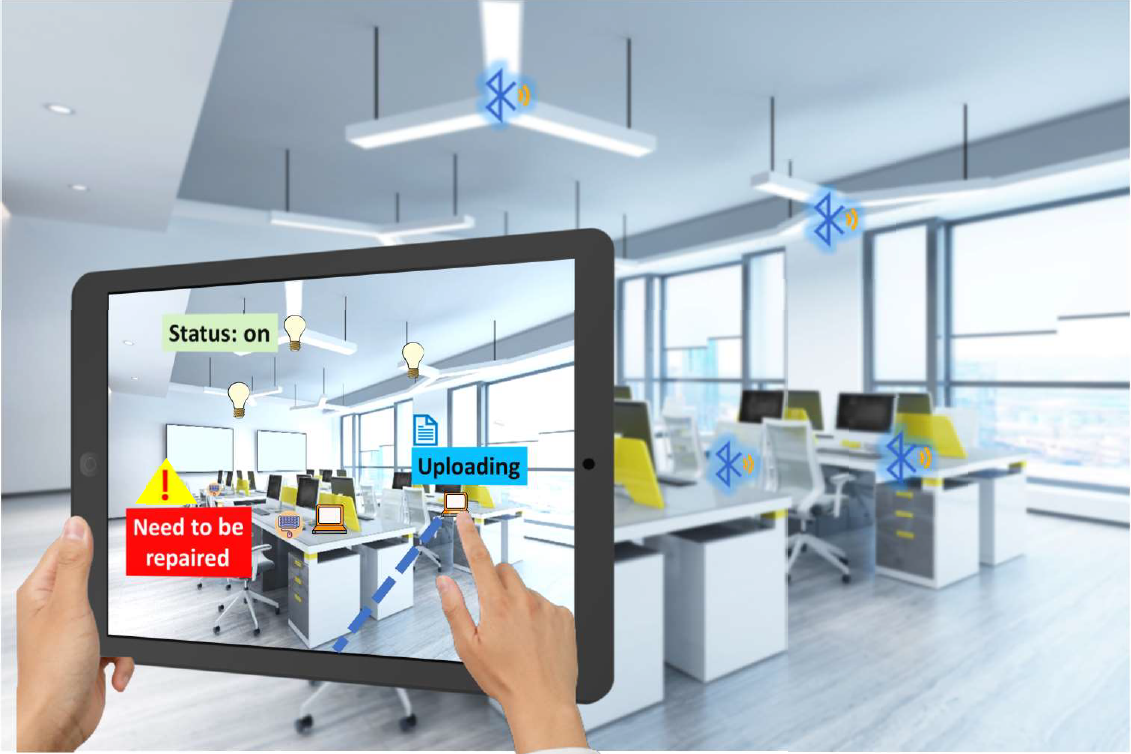 Status: on
Uploading
Need to be
repaired